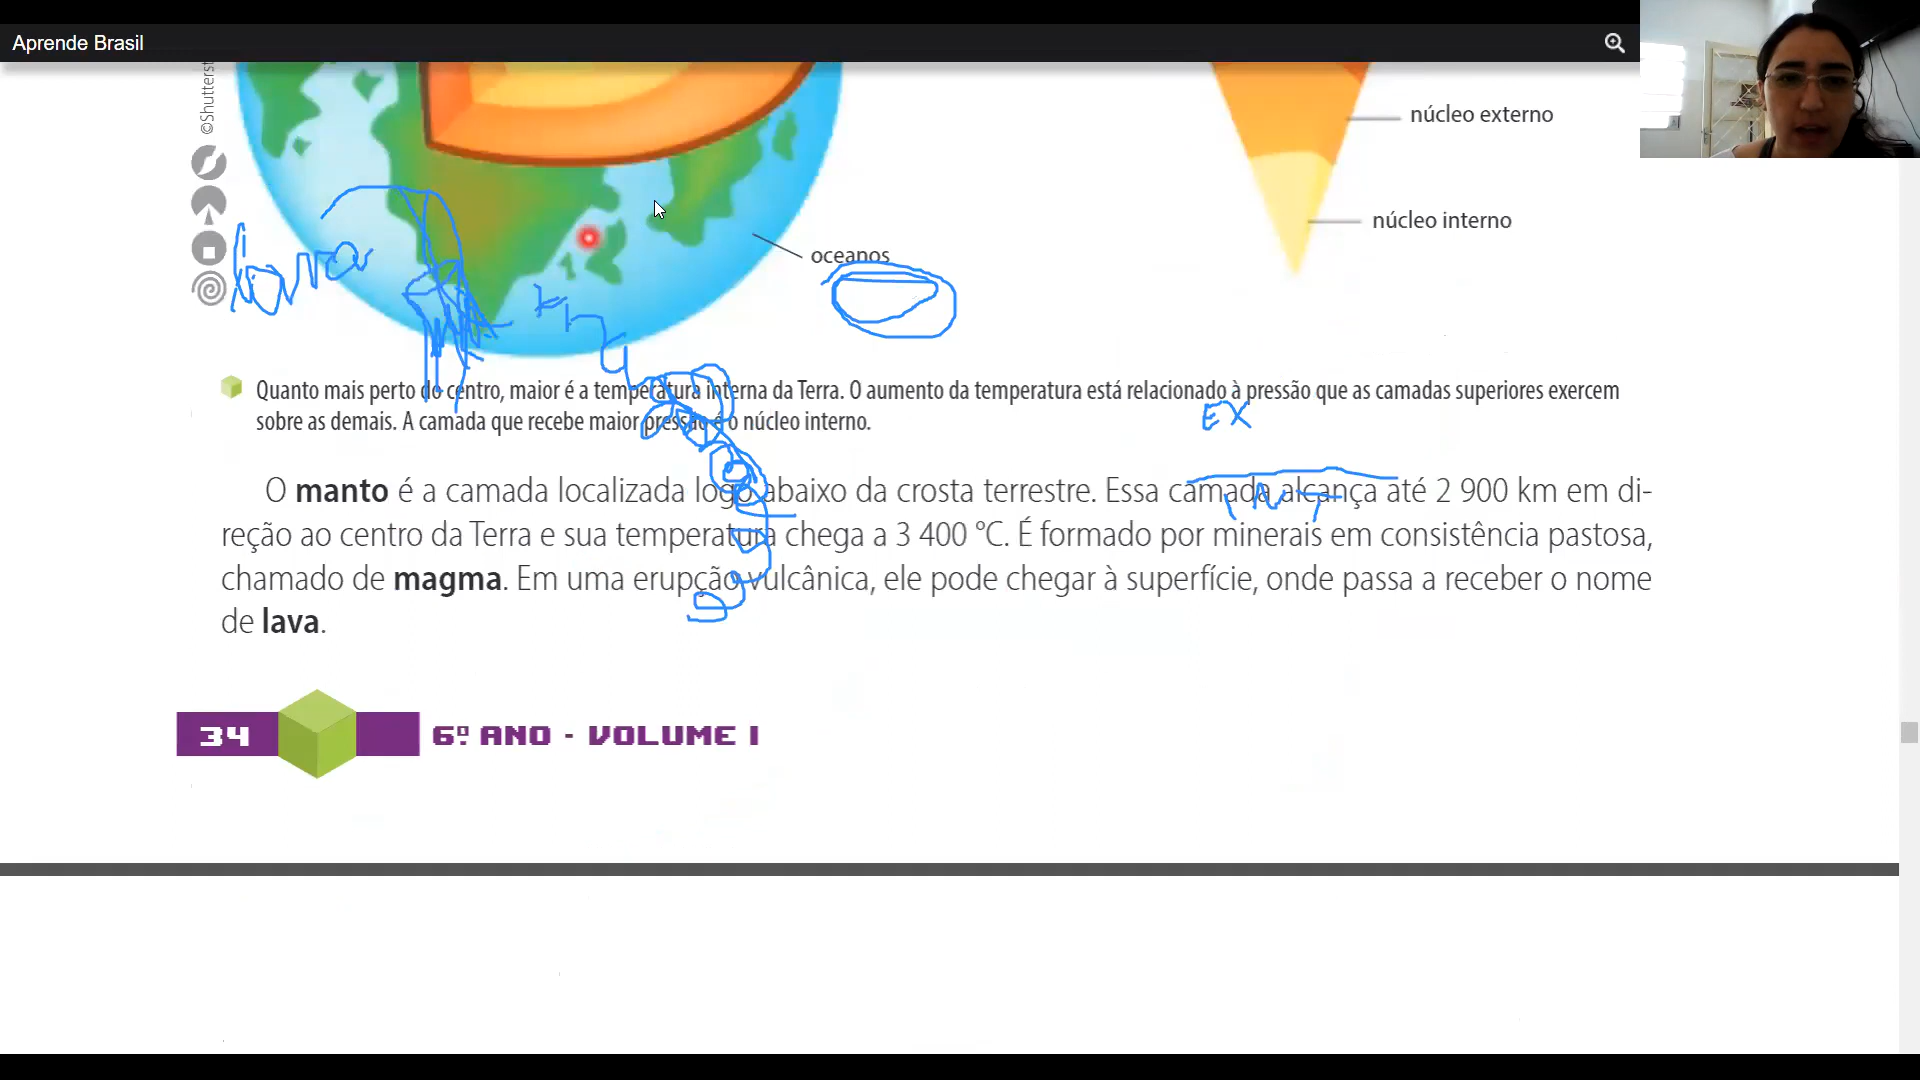 Aprende Brasil
©Shutterst
núcleo externo
núcleo interno
oceanos
EX
INT
Quanto mais perto do centro, maior é a temperatura interna da Terra. O aumento da temperatura está relacionado à pressão que as camadas superiores exercem
sobre as demais. A camada que recebe maior pressão é o núcleo interno.
O manto é a camada localizada logo abaixo da crosta terrestre. Essa camada alcança até 2 900 km em di-
reção ao centro da Terra e sua temperatura chega a 3 400 °C. É formado por minerais em consistência pastosa,
chamado de magma. Em uma erupção vulcânica, ele pode chegar à superfície, onde passa a receber o nome
de lava.
34
6º. ANO - VOLUME 1